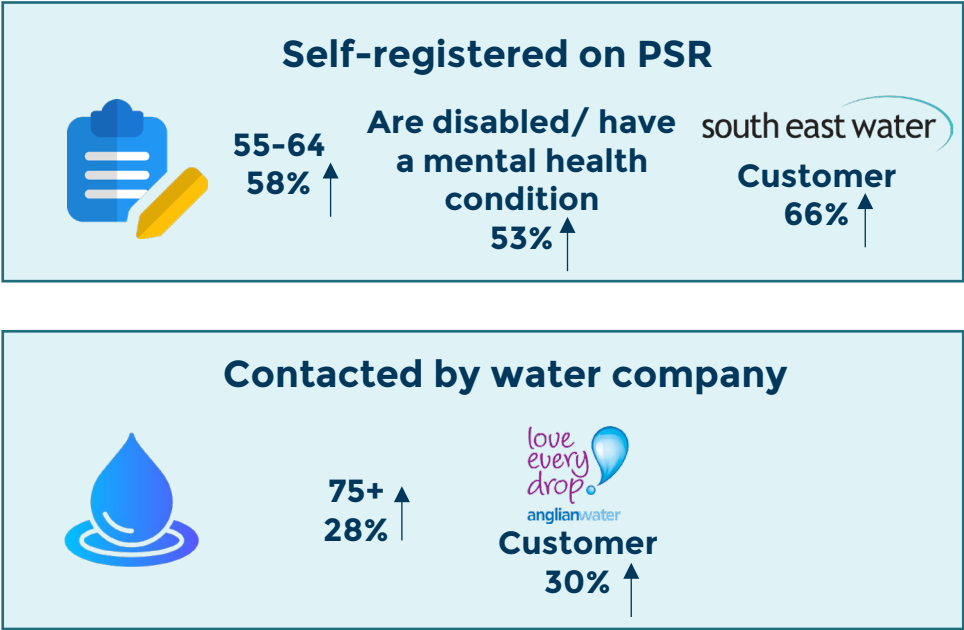 Self-registered on PSR
55-64
58%
Are disabled/ have
a mental health
condition
53%
south east water
Customer
66%
Contacted by water company
75+
28%
love
every
drop
anglianwater
Customer
30%